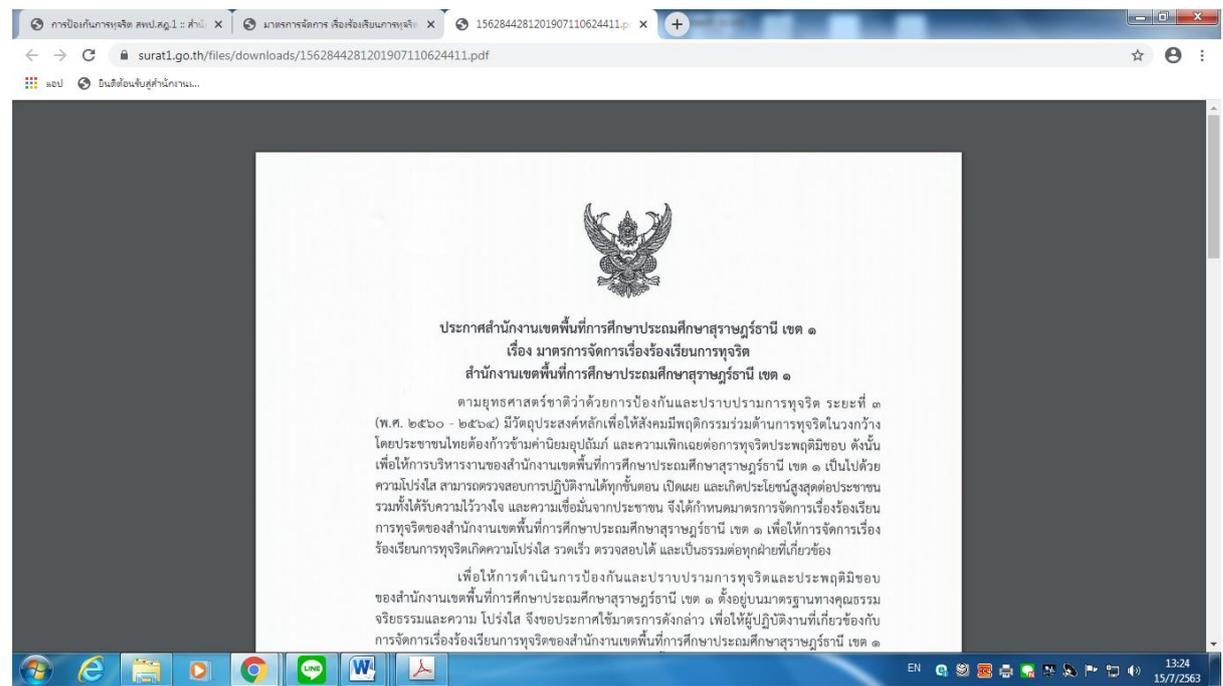 การป้องกันการทุจริต สพป.สฎ.1 :: สำนั
มาตรการจัดการ เรื่องร้องเรียนการทุจริต
1562844281201907110624411.p
surat1.go.th/files/downloads/1562844281201907110624411.pdf
แอป
ยินดีต้อนรับสู่สำนักงานเ...
ประกาศสำนักงานเขตพื้นที่การศึกษาประถมศึกษาสุราษฎร์ธานี เขต ๑
เรื่อง มาตรการจัดการเรื่องร้องเรียนการทุจริต
สำนักงานเขตพื้นที่การศึกษาประถมศึกษาสุราษฎร์ธานี เขต ๑
ตามยุทธศาสตร์ชาติว่าด้วยการป้องกันและปราบปรามการทุจริต ระยะที่ ๓
(พ.ศ. ๒๕๖๐ - ๒๕๖๔) มีวัตถุประสงค์หลักเพื่อให้สังคมมีพฤติกรรมร่วมต้านการทุจริตในวงกว้าง
โดยประชาชนไทยต้องก้าวข้ามค่านิยมอุปถัมภ์ และความเพิกเฉยต่อการทุจริตประพฤติมิชอบ ดังนั้น
เพื่อให้การบริหารงานของสำนักงานเขตพื้นที่การศึกษาประถมศึกษาสุราษฎร์ธานี เขต ๑ เป็นไปด้วย
ความโปร่งใส สามารถตรวจสอบการปฏิบัติงานได้ทุกขั้นตอน เปิดเผย และเกิดประโยชน์สูงสุดต่อประชาชน
รวมทั้งได้รับความไว้วางใจ และความเชื่อมั่นจากประชาชน จึงได้กำหนดมาตรการจัดการเรื่องร้องเรียน
การทุจริตของสำนักงานเขตพื้นที่การศึกษาประถมศึกษาสุราษฎร์ธานี เขต ๑ เพื่อให้การจัดการเรื่อง
ร้องเรียนการทุจริตเกิดความโปร่งใส รวดเร็ว ตรวจสอบได้ และเป็นธรรมต่อทุกฝ่ายที่เกี่ยวข้อง
เพื่อให้การดำเนินการป้องกันและปราบปรามการทุจริตและประพฤติมิชอบ
ของสำนักงานเขตพื้นที่การศึกษาประถมศึกษาสุราษฎร์ธานี เขต ๑ ตั้งอยู่บนมาตรฐานทางคุณธรรม
จริยธรรมและความ โปร่งใส จึงขอประกาศใช้มาตรการดังกล่าว เพื่อให้ผู้ปฏิบัติงานที่เกี่ยวข้องกับ
การจัดการเรื่องร้องเรียนการทุจริตของสำนักงานเขตพื้นที่การศึกษาประถมศึกษาสุราษฎร์ธานี เขต ๑
LINE
EN
13:24
15/7/2563